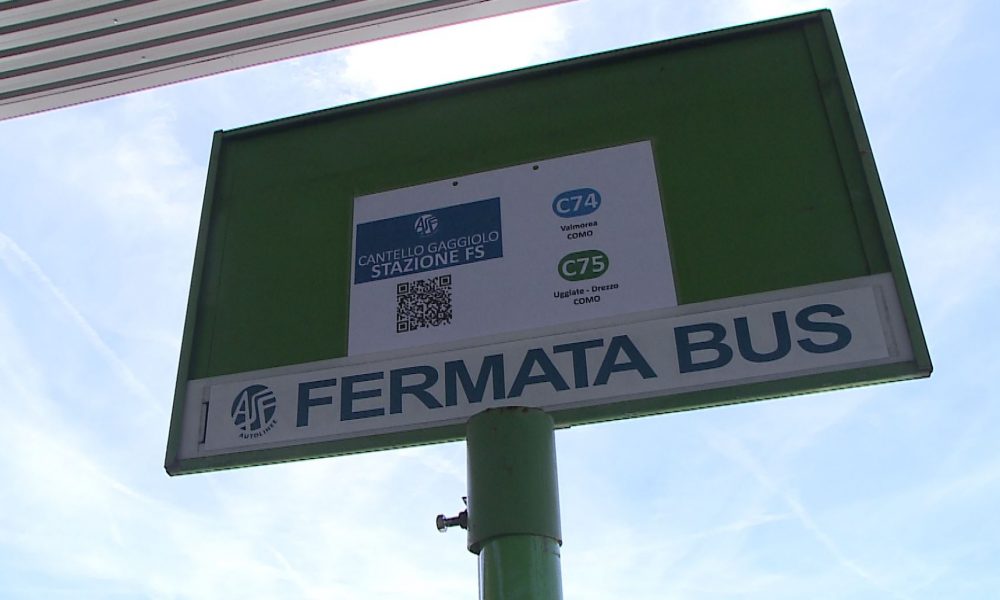 ASF
CANTELLO GAGGIOLO
STAZIONE FS
C74
Valmorea
COMO
C75
Uggiate - Drezzo
COMO
ASF
AUTOLINEE
FERMATA BUS